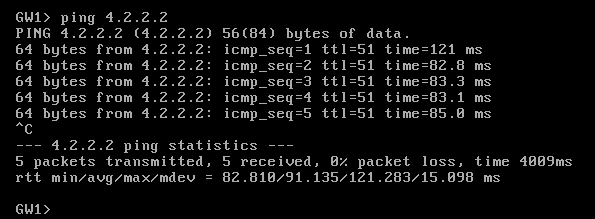 GW1> ping 4.2.2.2
PING 4.2.2.2 (4.2.2.2) 56(84) bytes of data.
64 bytes from 4.2.2.2: icmp_seq=1 ttl=51 time=121 ms
64 bytes from 4.2.2.2: icmp_seq=2 ttl=51 time=82.8 ms
64 bytes from 4.2.2.2: icmp_seq=3 ttl=51 time=83.3 ms
64 bytes from 4.2.2.2: icmp_seq=4 ttl=51 time=83.1 ms
64 bytes from 4.2.2.2: icmp_seq=5 ttl=51 time=85.0 ms
^C
--- 4.2.2.2 ping statistics ---
5 packets transmitted, 5 received, 0% packet loss, time 4009ms
rtt min/avg/max/mdev = 82.810/91.135/121.283/15.098 ms
GW1>